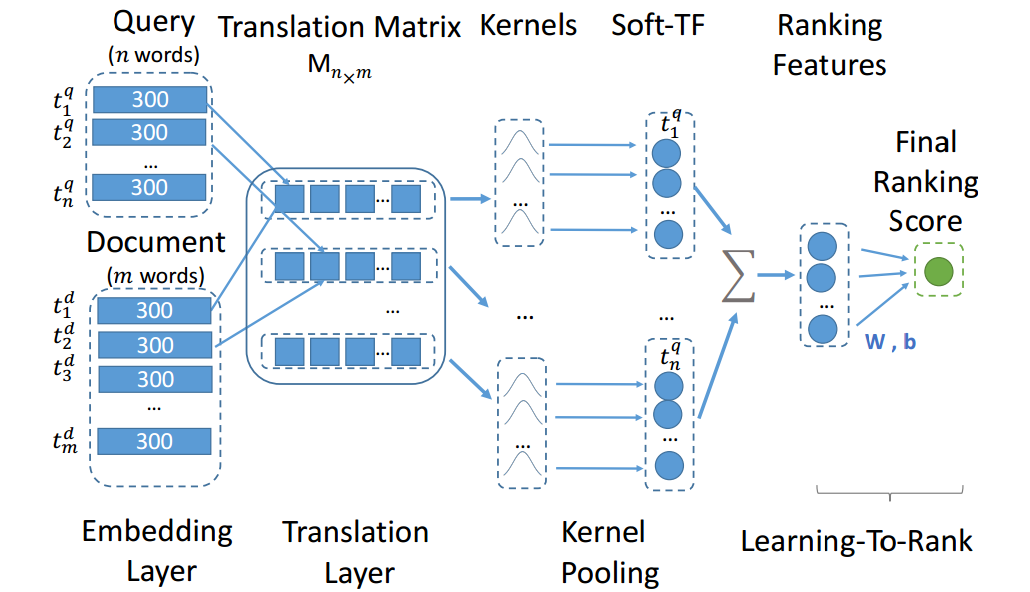 Query
(n words)
Translation Matrix
M_{n×m}
Kernels
Soft-TF
Ranking
Features
t_1^q
300
t_2^q
300
...
t_n^q
300
Document
(m words)
t_1^d
300
t_2^d
300
t_3^d
300
...
t_m^d
300
...
...
...
...
...
...
...
...
t_1^q
...
...
t_n^q
...
∑
...
Final
Ranking
Score
W , b
Embedding
Layer
Translation
Layer
Kernel
Pooling
Learning-To-Rank